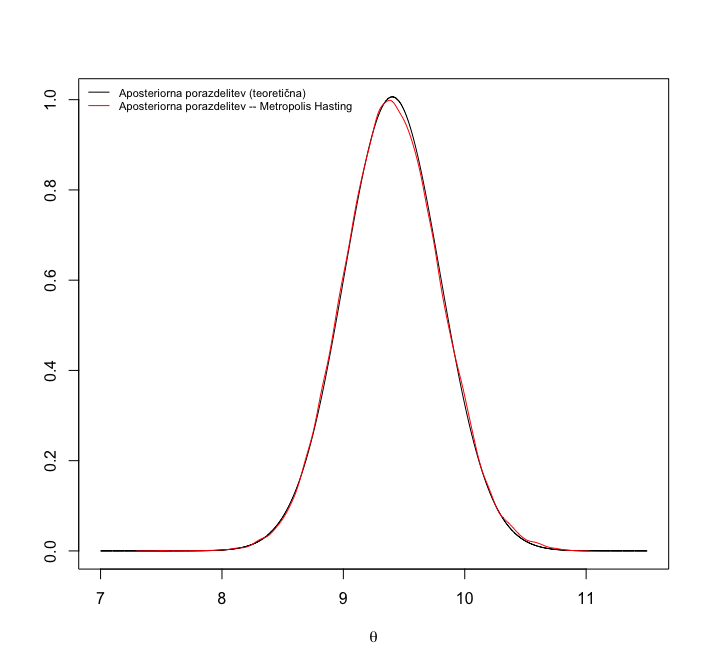 Aposteriorna porazdelitev (teoretična)
Aposteriorna porazdelitev -- Metropolis Hasting
1.0
0.8
0.6
0.4
0.2
0.0
7 8 9 10 11
θ